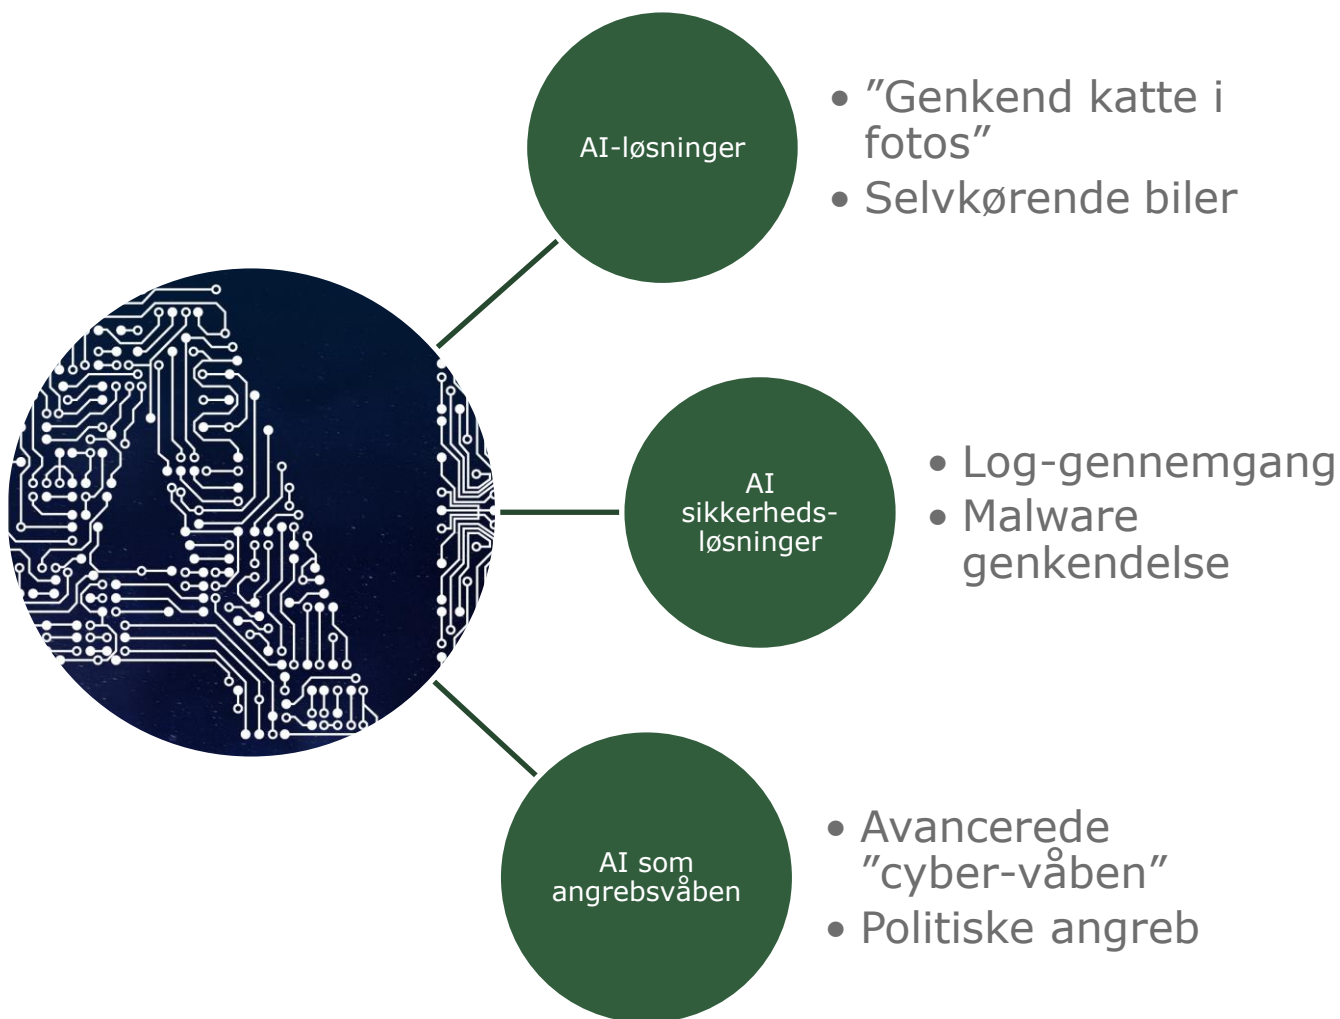 AI-løsninger
• ”Genkend katte i
fotos”
• Selvkørende biler
AI
sikkerheds-
løsninger
• Log-gennemgang
• Malware
genkendelse
AI som
angrebsvåben
• Avancerede
”cyber-våben”
• Politiske angreb